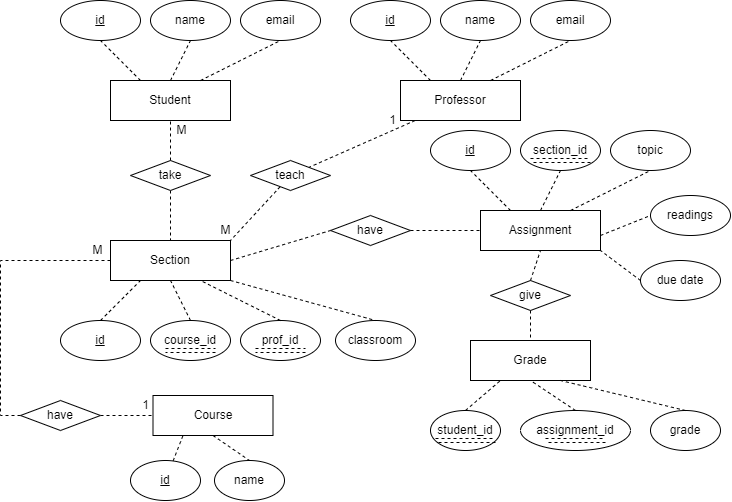 id
name
email
id
name
email
Student
Professor
M
1
id
section_id
topic
take
teach
readings
M
have
Assignment
M
Section
due date
give
id
course_id
prof_id
classroom
Grade
1
have
Course
student_id
assignment_id
grade
id
name